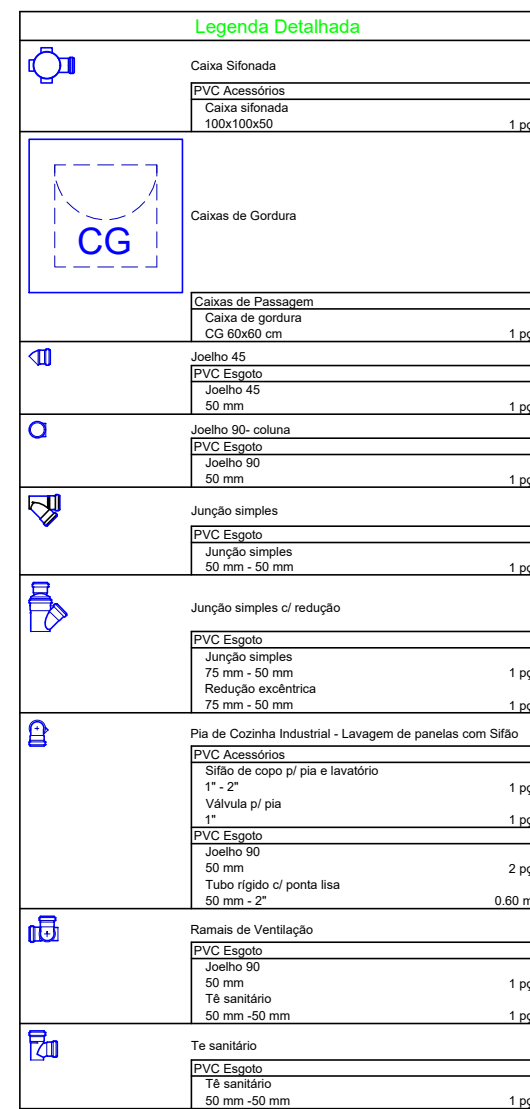 Legenda Detalhada
Caixa Sifonada
PVC Acessórios
Caixa sifonada
100x100x50 1 pç
CG
Caixas de Gordura
Caixas de Passagem
Caixa de gordura
CG 60x60 cm 1 pç
Joelho 45
PVC Esgoto
Joelho 45
50 mm 1 pç
Joelho 90- coluna
PVC Esgoto
Joelho 90
50 mm 1 pç
Junção simples
PVC Esgoto
Junção simples
50 mm - 50 mm 1 pç
Junção simples c/ redução
PVC Esgoto
Junção simples
75 mm - 50 mm 1 pç
Redução excêntrica
75 mm - 50 mm 1 pç
Pia de Cozinha Industrial - Lavagem de panelas com Sifão
PVC Acessórios
Sifão de copo p/ pia e lavatório
1" - 2" 1 pç
Válvula p/ pia
1" 1 pç
PVC Esgoto
Joelho 90
50 mm 2 pç
Tubo rígido c/ ponta lisa
50 mm - 2" 0.60 m
Ramais de Ventilação
PVC Esgoto
Joelho 90
50 mm 1 pç
Tê sanitário
50 mm -50 mm 1 pç
Te sanitário
PVC Esgoto
Tê sanitário
50 mm -50 mm 1 pç